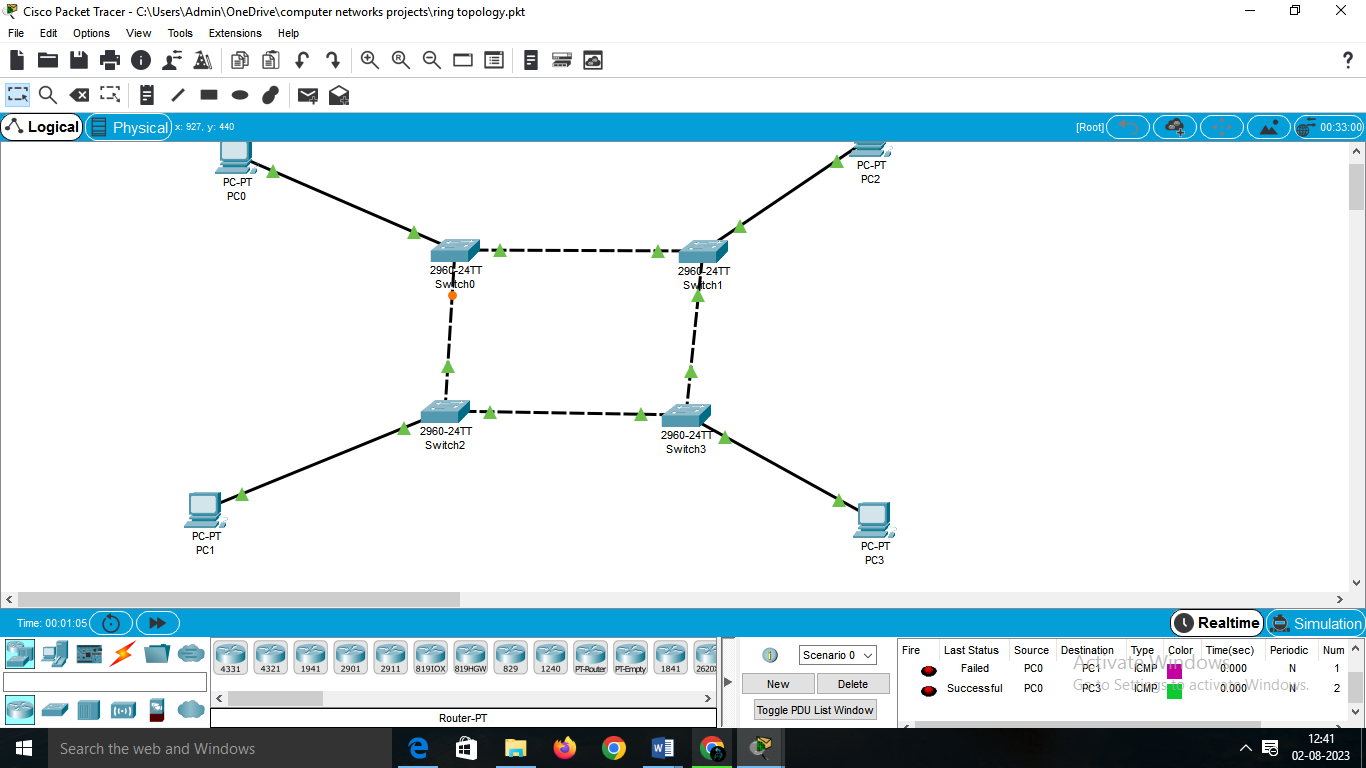 Cisco Packet Tracer - C:\Users\Admin\OneDrive\computer networks projects\ring topology.pkt
File Edit Options View Tools Extensions Help
?
Logical Physical x: 927, y: 440 [Root] 00:33:00
PC-PT
PC0
PC-PT
PC2
2960-24TT
Switch0
2960-24TT
Switch1
2960-24TT
Switch2
2960-24TT
Switch3
PC-PT
PC1
PC-PT
PC3
Time: 00:01:05 Realtime Simulation
4331 4321 1941 2901 2911 819IOX 819HGW 829 1240 PT-Router PT-Empty 1841 2620X
Router-PT
Scenario 0
New Delete
Toggle PDU List Window
Fire Last Status Source Destination Type Color Time(sec) Periodic Num
Failed PC0 PC1 ICMP 0.000 N 1
Successful PC0 PC3 ICMP 0.000 N 2
Activate Windows
Go to Settings to activate Windows.
Search the web and Windows
12:41
02-08-2023